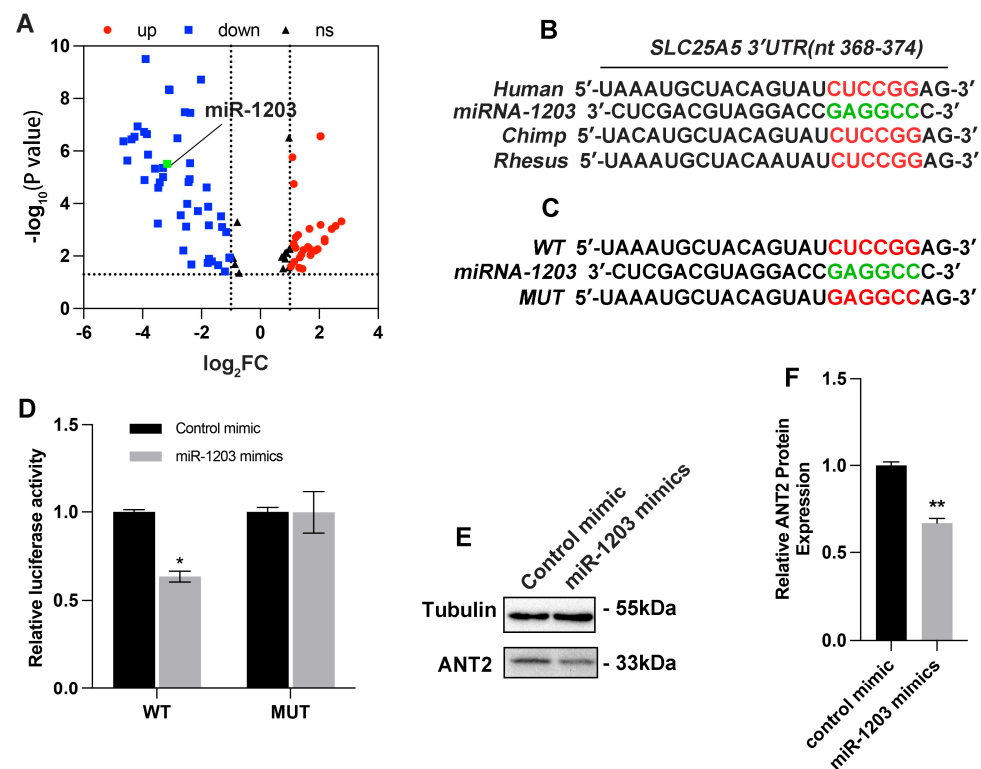 A
up down ns
miR-1203
-log10(P value)
10
8
6
4
2
0
-6 -4 -2 0 2 4
log2FC
B
SLC25A5 3′UTR(nt 368-374)
Human 5′-UAAAUGCUACAGUAUCUCCGGAG-3′
miRNA-1203 3′-CUCGACGUAGGACCGAGGCCC-3′
Chimp 5′-UACAUGCUACAGUAUCUCCGGAG-3′
Rhesus 5′-UAAAUGCUACAAUAUCUCCGGAG-3′
C
WT 5′-UAAAUGCUACAGUAUCUCCGGAG-3′
miRNA-1203 3′-CUCGACGUAGGACCGAGGCCC-3′
MUT 5′-UAAAUGCUACAGUAUGAGGCCAG-3′
D
Control mimic
miR-1203 mimics
Relative luciferase activity
1.5
1.0
0.5
0.0
*
WT MUT
E
Control mimic
miR-1203 mimics
Tubulin - 55kDa
ANT2 - 33kDa
F
Relative ANT2 Protein
Expression
1.5
1.0
0.5
0.0
**
control mimic
miR-1203 mimics